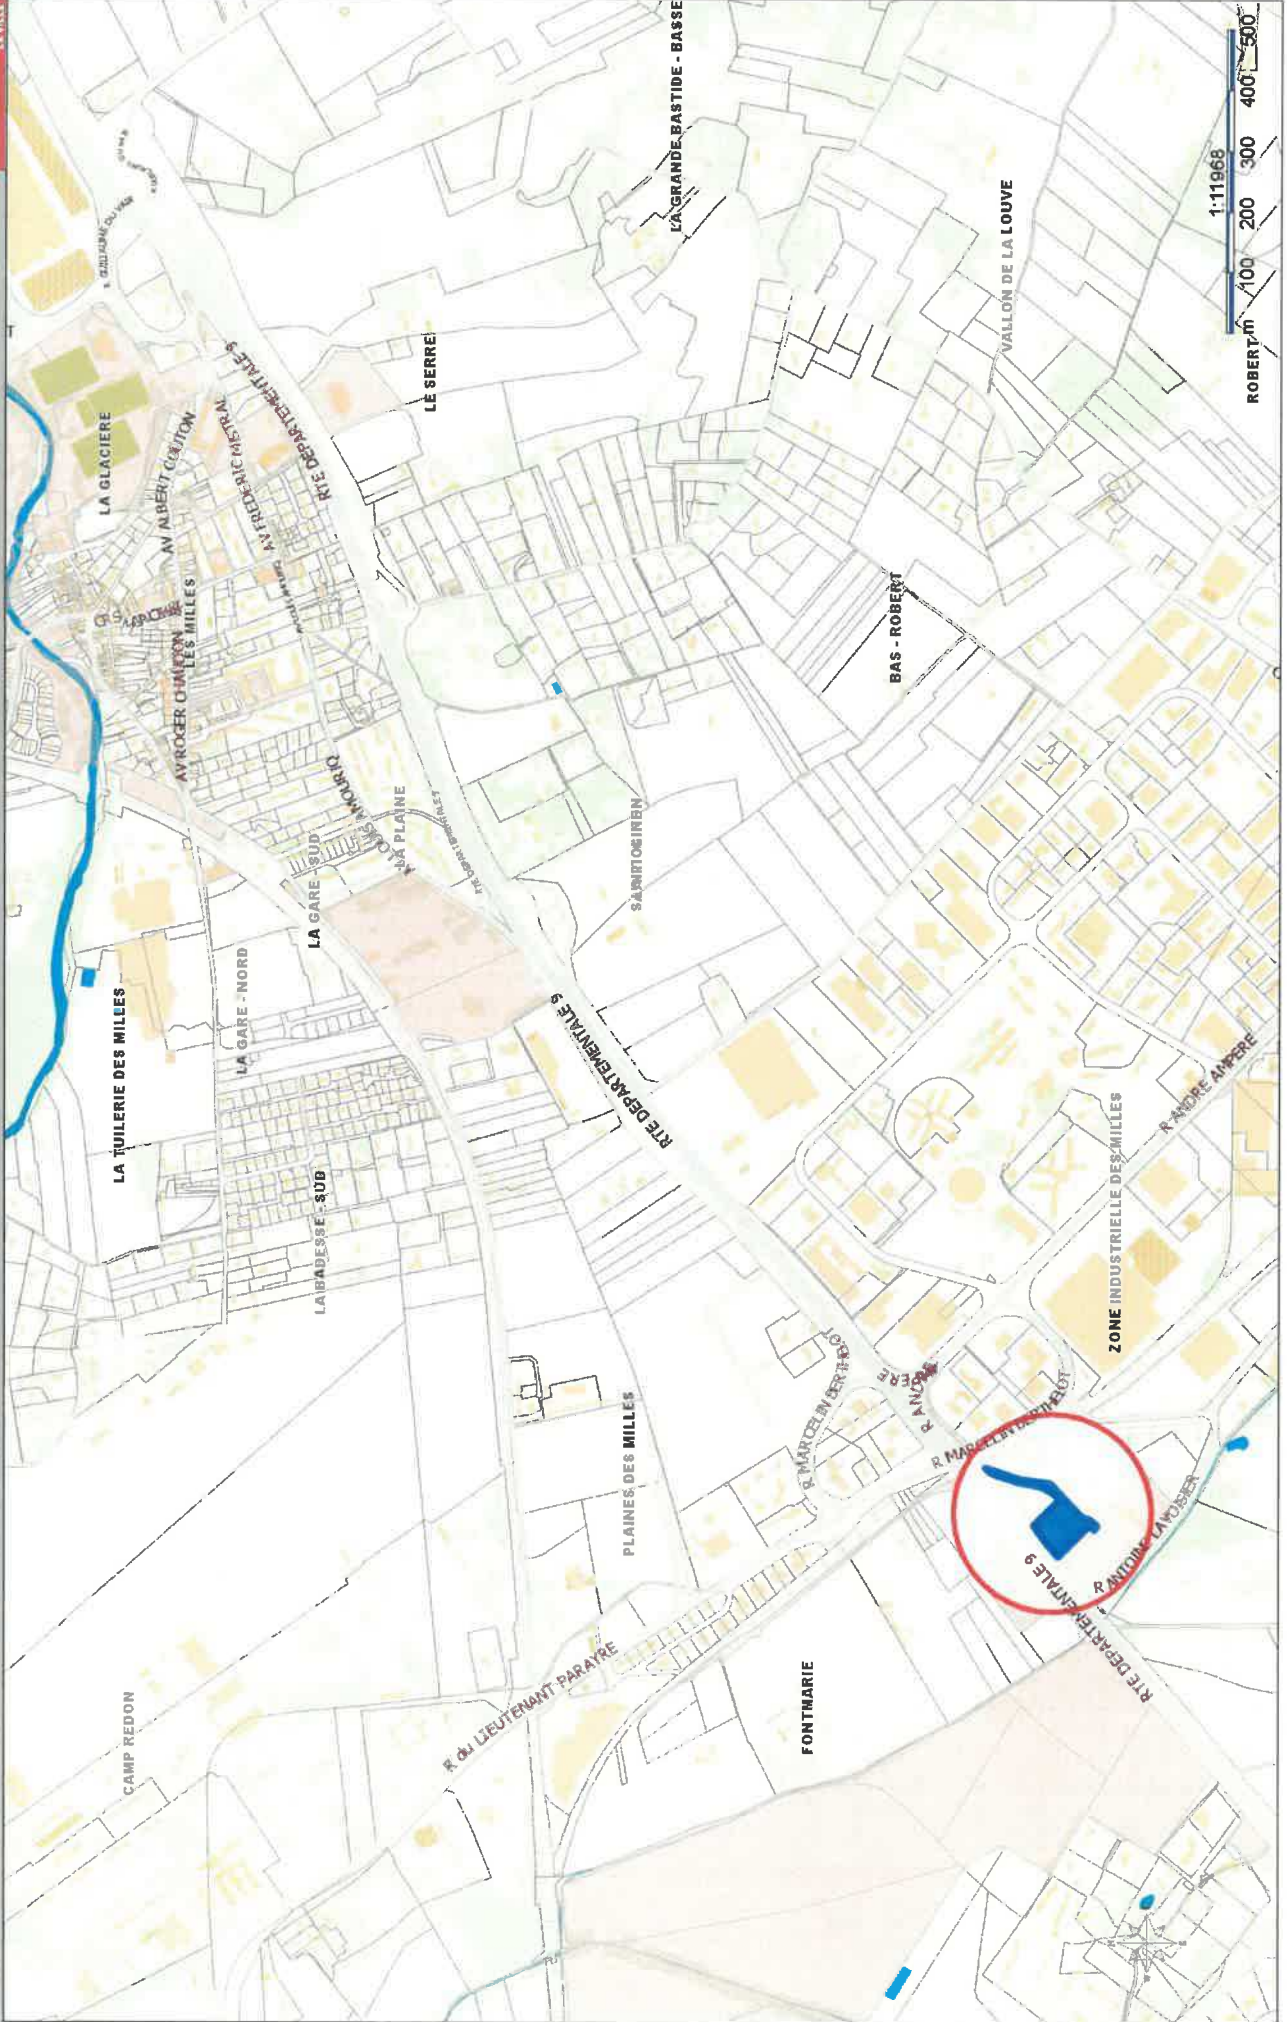 CAMP REDON
R du LIEUTENANT PARAYRE
FONTMARIE
PLAINES DES MILLES
LA TUILERIE DES MILLES
LA BADESSE - SUD
LA GARE - NORD
LA GARE - SUD
AV ROGER CHAUDON
LES MILLES
LA PLAINE
LA GLACIERE
AV ALBERT COUTON
AV FREDERIC MISTRAL
RTE DEPARTEMENTALE 9
LE SERRE
LA GRANDE BASTIDE - BASSE
RTE DEPARTEMENTALE 9
BAS - ROBERT
VALLON DE LA LOUVE
R MARCELIN BERTHELOT
R MARCELIN BERTHELOT
ZONE INDUSTRIELLE DES MILLES
R ANDRE AMPERE
RTE DEPARTEMENTALE 9
R ANTOINE LAVOISIER
ROBERT
1:11968
m 100 200 300 400 500